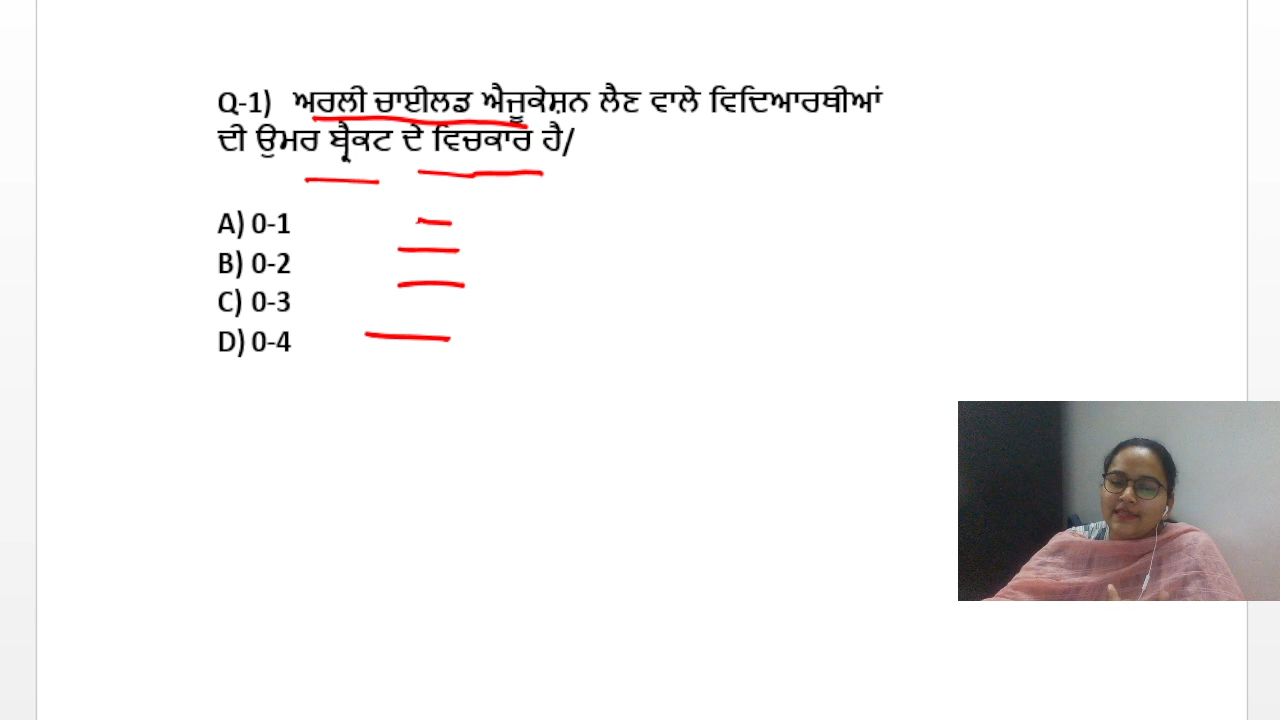 Q-1) ਅਰਲੀ ਚਾਈਲਡ ਐਜੂਕੇਸ਼ਨ ਲੈਣ ਵਾਲੇ ਵਿਦਿਆਰਥੀਆਂ
ਦੀ ਉਮਰ ਬ੍ਰੈਕਟ ਦੇ ਵਿਚਕਾਰ ਹੈ/
A) 0-1
B) 0-2
C) 0-3
D) 0-4